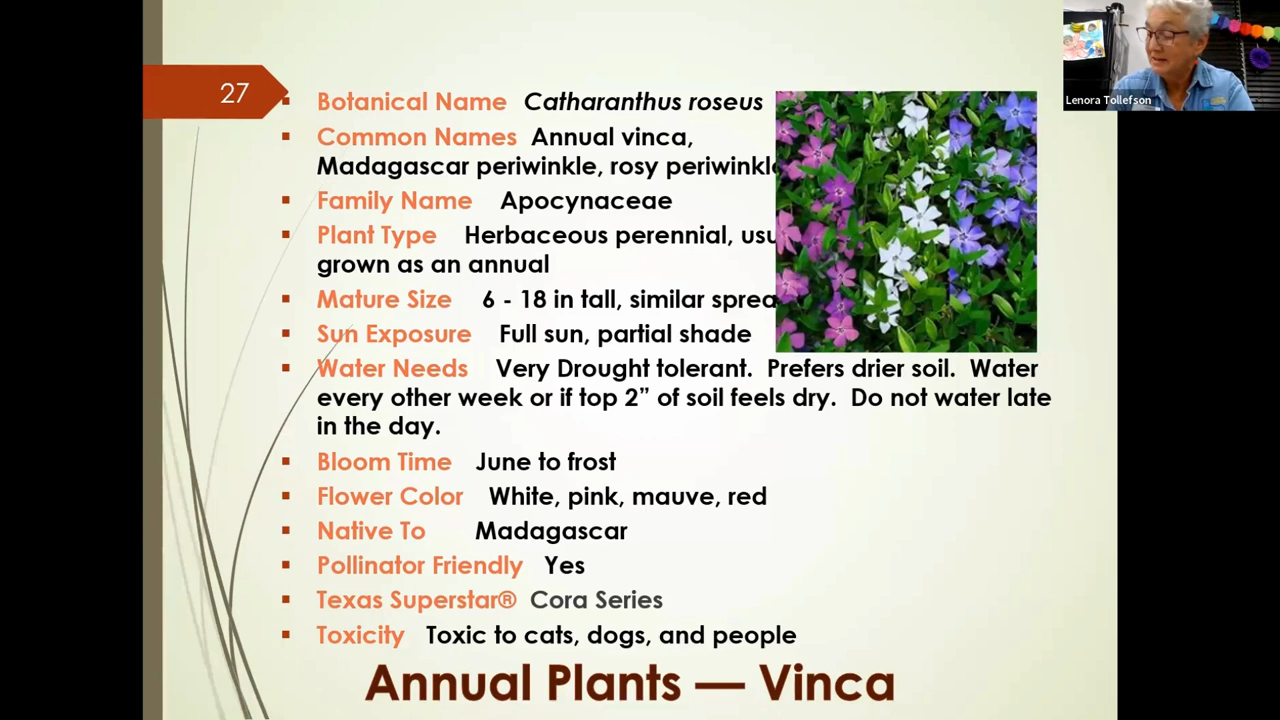 27
Botanical Name Catharanthus roseus
Common Names Annual vinca,
Madagascar periwinkle, rosy periwinkle
Family Name Apocynaceae
Plant Type Herbaceous perennial, usu
grown as an annual
Mature Size 6 - 18 in tall, similar sprea
Sun Exposure Full sun, partial shade
Water Needs Very Drought tolerant. Prefers drier soil. Water
every other week or if top 2” of soil feels dry. Do not water late
in the day.
Bloom Time June to frost
Flower Color White, pink, mauve, red
Native To Madagascar
Pollinator Friendly Yes
Texas Superstar® Cora Series
Toxicity Toxic to cats, dogs, and people
Annual Plants — Vinca
Lenora Tollefson